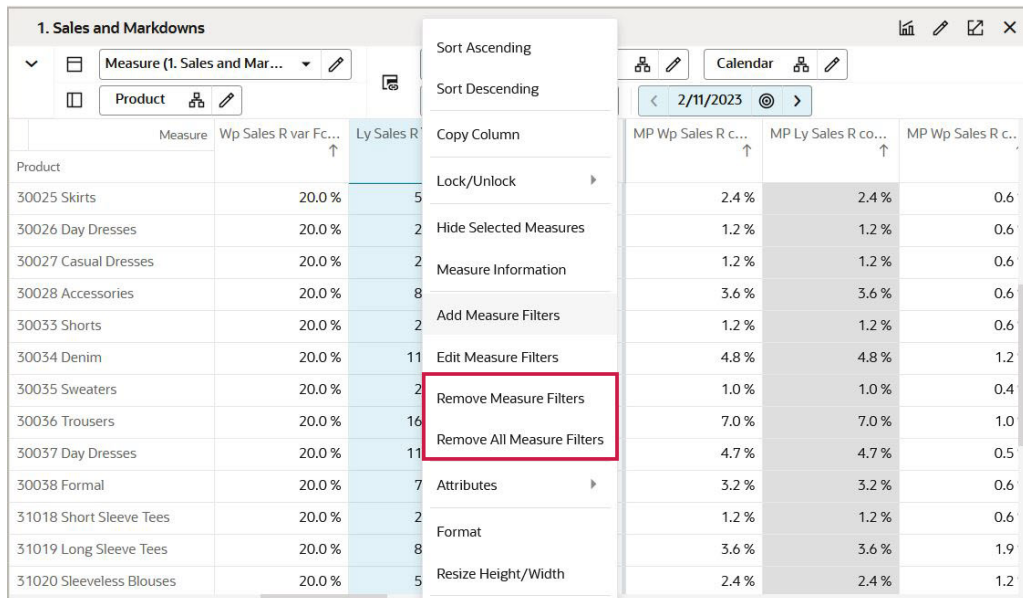 1. Sales and Markdowns
Measure (1. Sales and Mar...
Calendar
Product
2/11/2023
Measure Wp Sales R var Fc... Ly Sales R MP Wp Sales R c... MP Ly Sales R co... MP Wp Sales R c...
Product
30025 Skirts 20.0 % 5 2.4 % 2.4 % 0.6
30026 Day Dresses 20.0 % 2 1.2 % 1.2 % 0.6
30027 Casual Dresses 20.0 % 2 1.2 % 1.2 % 0.6
30028 Accessories 20.0 % 8 3.6 % 3.6 % 0.6
30033 Shorts 20.0 % 2 1.2 % 1.2 % 0.6
30034 Denim 20.0 % 11 4.8 % 4.8 % 1.2
30035 Sweaters 20.0 % 2 1.0 % 1.0 % 0.4
30036 Trousers 20.0 % 16 7.0 % 7.0 % 1.0
30037 Day Dresses 20.0 % 11 4.7 % 4.7 % 0.5
30038 Formal 20.0 % 7 3.2 % 3.2 % 0.6
31018 Short Sleeve Tees 20.0 % 2 1.2 % 1.2 % 0.6
31019 Long Sleeve Tees 20.0 % 8 3.6 % 3.6 % 1.9
31020 Sleeveless Blouses 20.0 % 5 2.4 % 2.4 % 1.2
Sort Ascending
Sort Descending
Copy Column
Lock/Unlock
Hide Selected Measures
Measure Information
Add Measure Filters
Edit Measure Filters
Remove Measure Filters
Remove All Measure Filters
Attributes
Format
Resize Height/Width